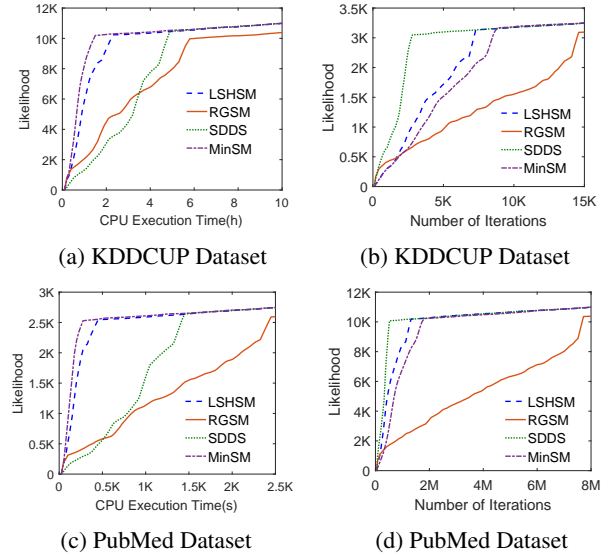 12K
10K
8K
6K
4K
2K
0
Likelihood
LSHSM
RGSM
SDDS
MinSM
0 2 4 6 8 10
CPU Execution Time(h)
(a) KDDCUP Dataset
3.5K
3K
2K
1.5K
0.5K
0
Likelihood
LSHSM
RGSM
SDDS
MinSM
0 5K 10K 15K
Number of Iterations
(b) KDDCUP Dataset
3K
2.5K
2K
1.5K
1K
0.5K
0
Likelihood
LSHSM
RGSM
SDDS
MinSM
0 0.5K 1K 1.5K 2K 2.5K
CPU Execution Time(s)
(c) PubMed Dataset
12K
10K
8K
6K
4K
2K
0
Likelihood
LSHSM
RGSM
SDDS
MinSM
0 2M 4M 6M 8M
Number of Iterations
(d) PubMed Dataset